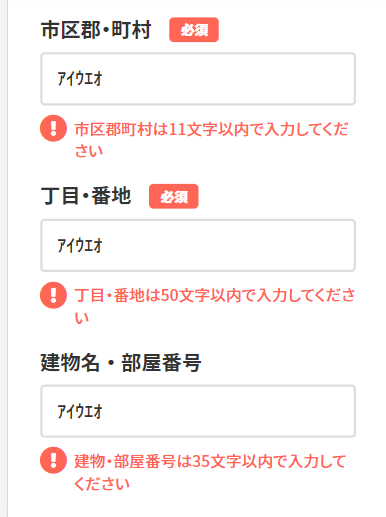 市区郡・町村 必須
ｱｲｳｴｵ
市区郡町村は11文字以内で入力してくだ
さい
丁目・番地 必須
ｱｲｳｴｵ
丁目・番地は50文字以内で入力してくださ
い
建物名・部屋番号
ｱｲｳｴｵ
建物・部屋番号は35文字以内で入力して
ください